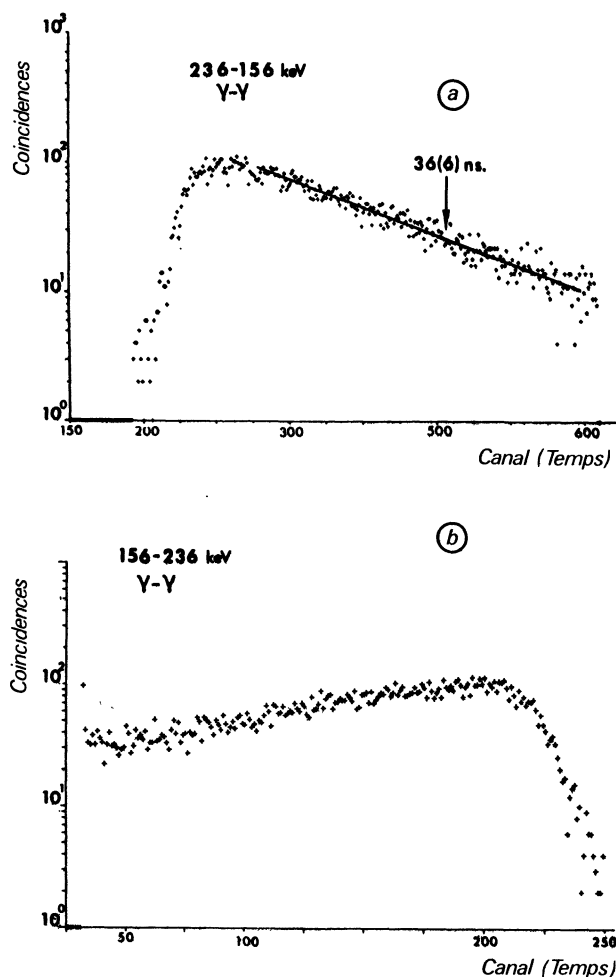 10³
236-156 keV
γ-γ
a
Coincidences
10²
36(6) ns.
10¹
10⁰
150 200 300 500 600
Canal (Temps)
b
156-236 keV
γ-γ
Coincidences
10²
10¹
10⁰
50 100 200 250
Canal (Temps)